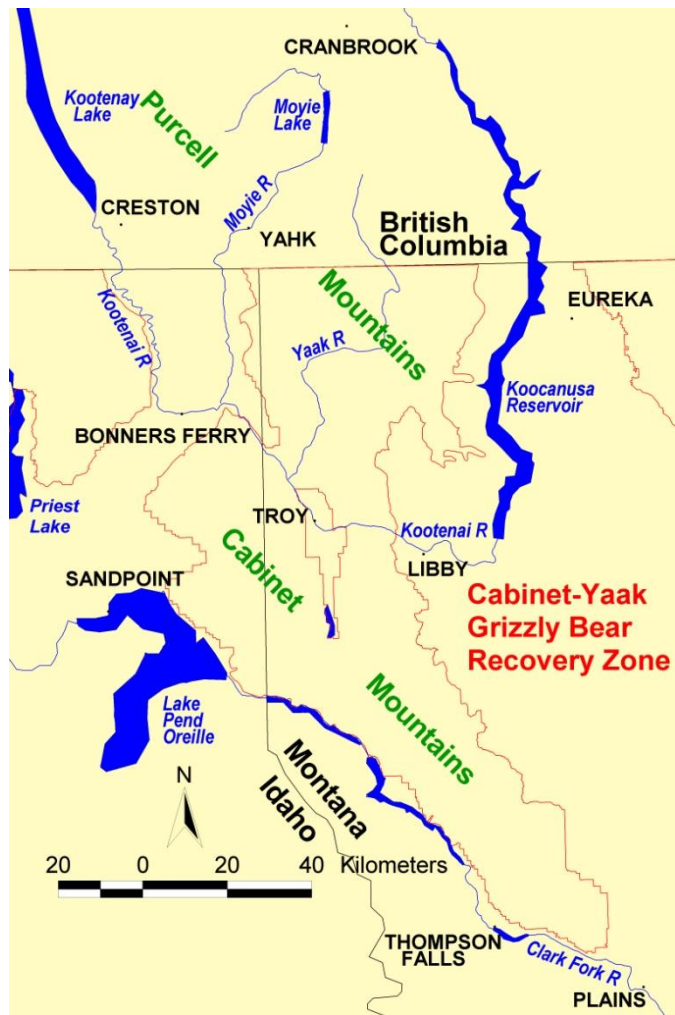 CRANBROOK
Kootenay
Lake
Purcell
Moyie
Lake
CRESTON
Moyie R
YAHK
British
Columbia
Kootenai R
Mountains
EUREKA
Yaak R
Koocanusa
Reservoir
BONNERS FERRY
Priest
Lake
TROY
Kootenai R
LIBBY
Cabinet
SANDPOINT
Cabinet-Yaak
Grizzly Bear
Recovery Zone
Lake
Pend
Oreille
Mountains
Montana
Idaho
N
20 0 20 40 Kilometers
THOMPSON
FALLS
Clark Fork R
PLAINS